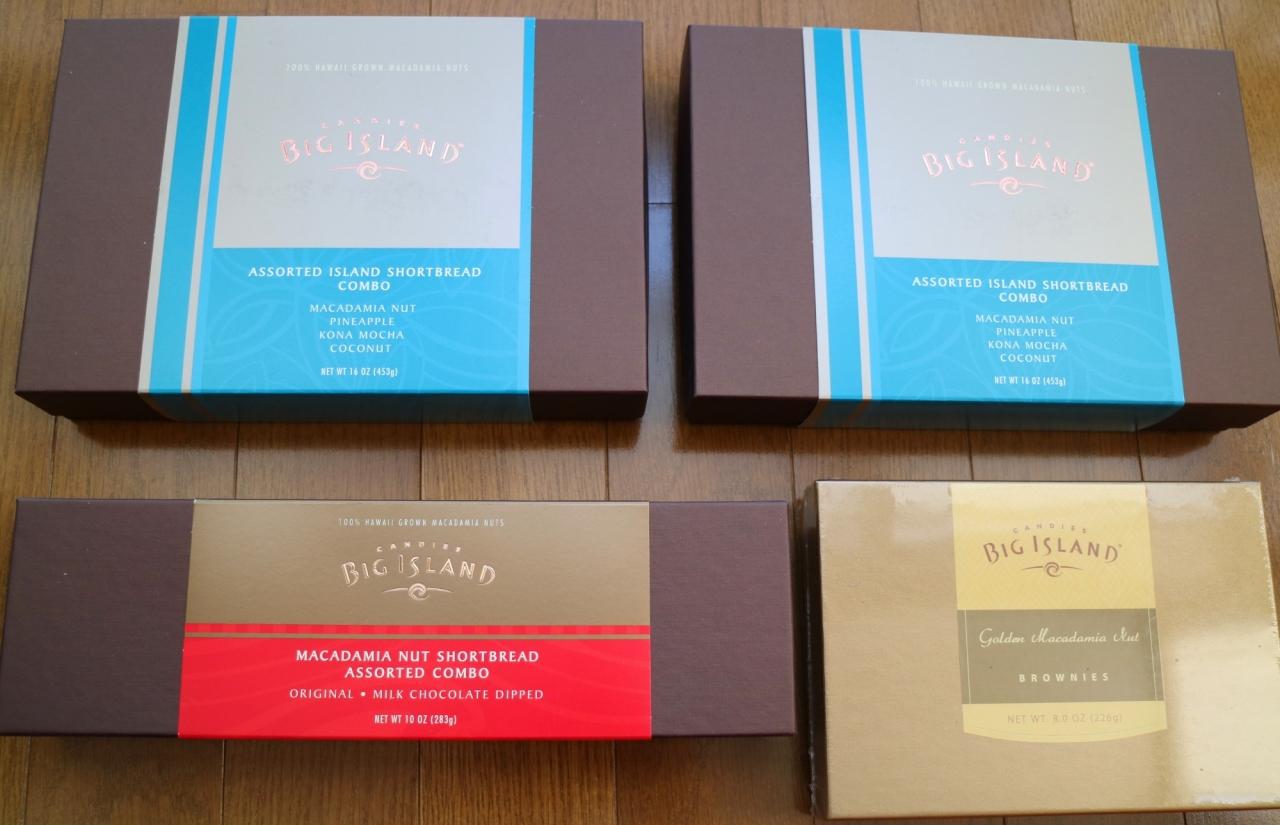 100% HAWAII GROWN MACADAMIA NUTS
CANDIES
BIG ISLAND®
ASSORTED ISLAND SHORTBREAD
COMBO
MACADAMIA NUT
PINEAPPLE
KONA MOCHA
COCONUT
NET WT 16 OZ (453g)
100% HAWAII GROWN MACADAMIA NUTS
CANDIES
BIG ISLAND®
ASSORTED ISLAND SHORTBREAD
COMBO
MACADAMIA NUT
PINEAPPLE
KONA MOCHA
COCONUT
NET WT 16 OZ (453g)
100% HAWAII GROWN MACADAMIA NUTS
CANDIES
BIG ISLAND
MACADAMIA NUT SHORTBREAD
ASSORTED COMBO
ORIGINAL • MILK CHOCOLATE DIPPED
NET WT 10 OZ (283g)
CANDIES
BIG ISLAND®
Golden Macadamia Nut
BROWNIES
NET WT. 8.0 OZ (226g)